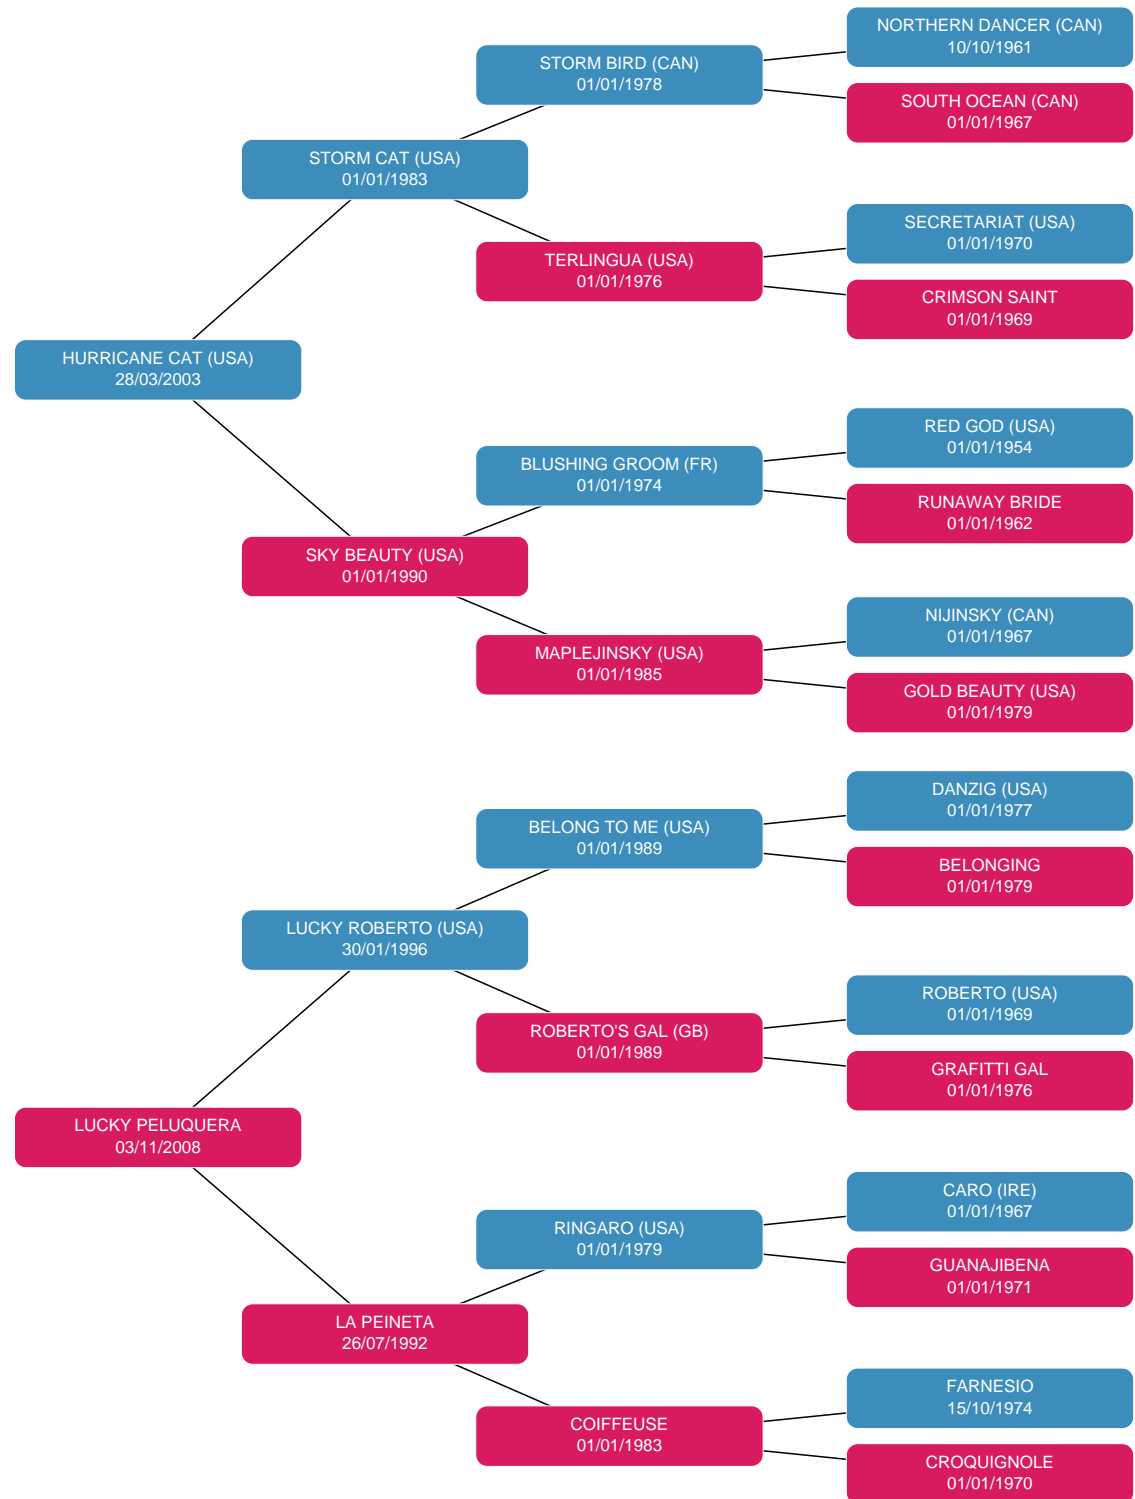 NORTHERN DANCER (CAN)
10/10/1961
STORM BIRD (CAN)
01/01/1978
SOUTH OCEAN (CAN)
01/01/1967
STORM CAT (USA)
01/01/1983
SECRETARIAT (USA)
01/01/1970
TERLINGUA (USA)
01/01/1976
CRIMSON SAINT
01/01/1969
HURRICANE CAT (USA)
28/03/2003
RED GOD (USA)
01/01/1954
BLUSHING GROOM (FR)
01/01/1974
RUNAWAY BRIDE
01/01/1962
SKY BEAUTY (USA)
01/01/1990
NIJINSKY (CAN)
01/01/1967
MAPLEJINSKY (USA)
01/01/1985
GOLD BEAUTY (USA)
01/01/1979
DANZIG (USA)
01/01/1977
BELONG TO ME (USA)
01/01/1989
BELONGING
01/01/1979
LUCKY ROBERTO (USA)
30/01/1996
ROBERTO (USA)
01/01/1969
ROBERTO'S GAL (GB)
01/01/1989
GRAFITTI GAL
01/01/1976
LUCKY PELUQUERA
03/11/2008
CARO (IRE)
01/01/1967
RINGARO (USA)
01/01/1979
GUANAJIBENA
01/01/1971
LA PEINETA
26/07/1992
FARNESIO
15/10/1974
COIFFEUSE
01/01/1983
CROQUIGNOLE
01/01/1970